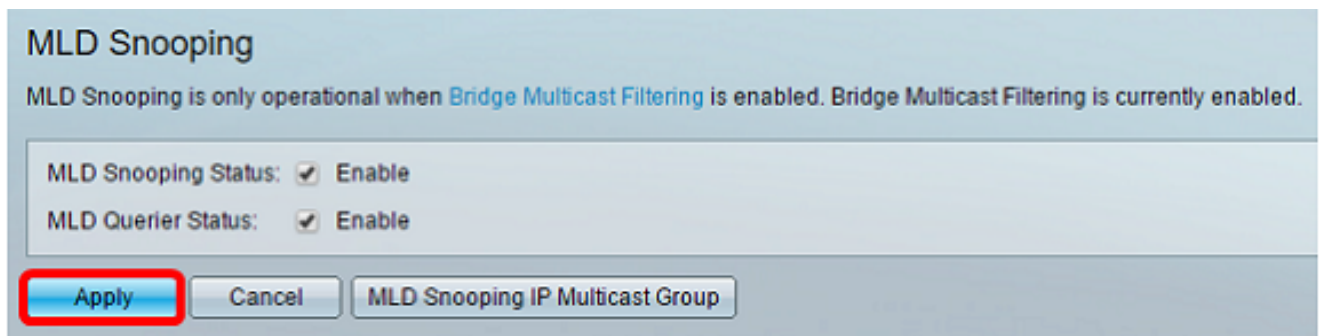 MLD Snooping
MLD Snooping is only operational when Bridge Multicast Filtering is enabled. Bridge Multicast Filtering is currently enabled.
MLD Snooping Status: Enable
MLD Querier Status: Enable
Apply Cancel MLD Snooping IP Multicast Group